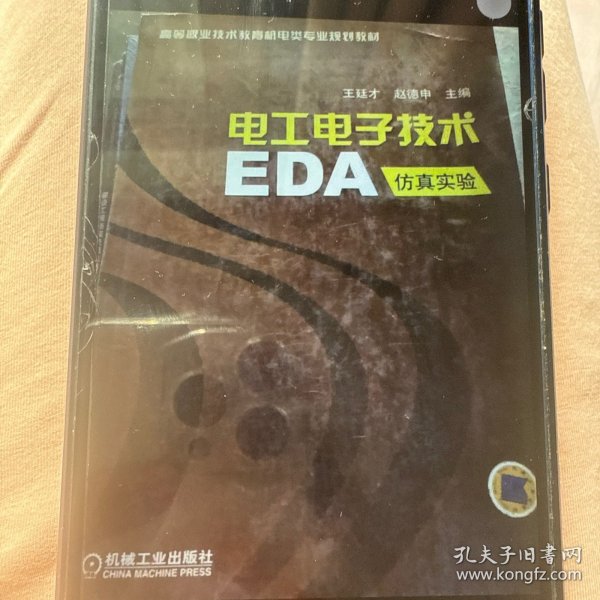 高等职业技术教育机电类专业规划教材
王廷才 赵德申 主编
电工电子技术
EDA 仿真实验
机械工业出版社
CHINA MACHINE PRESS
孔夫子旧书网
www.kongfz.com